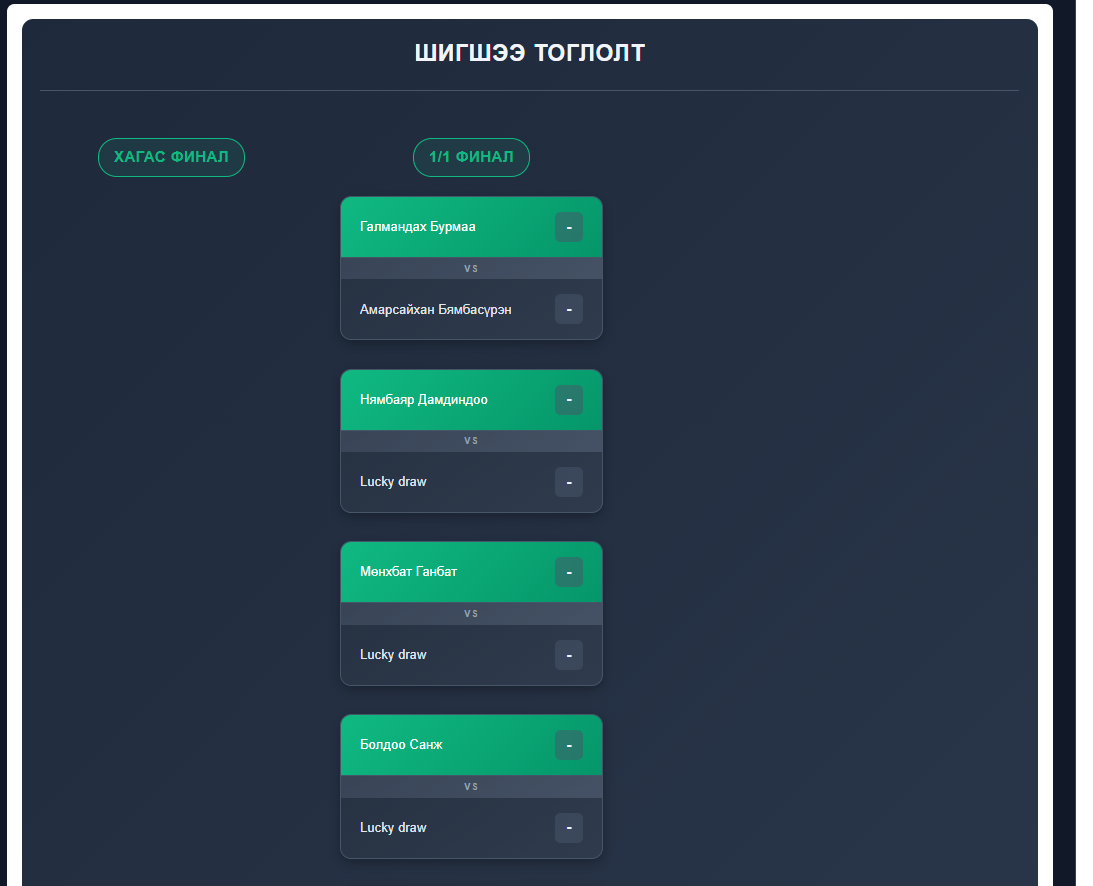 ШИГШЭЭ ТОГЛОЛТ
ХАГАС ФИНАЛ
1/1 ФИНАЛ
Галмандах Бурмаа -
VS
Амарсайхан Бямбасүрэн -
Нямбаяр Дамдиндоо -
VS
Lucky draw -
Мөнхбат Ганбат -
VS
Lucky draw -
Болдоо Санж -
VS
Lucky draw -